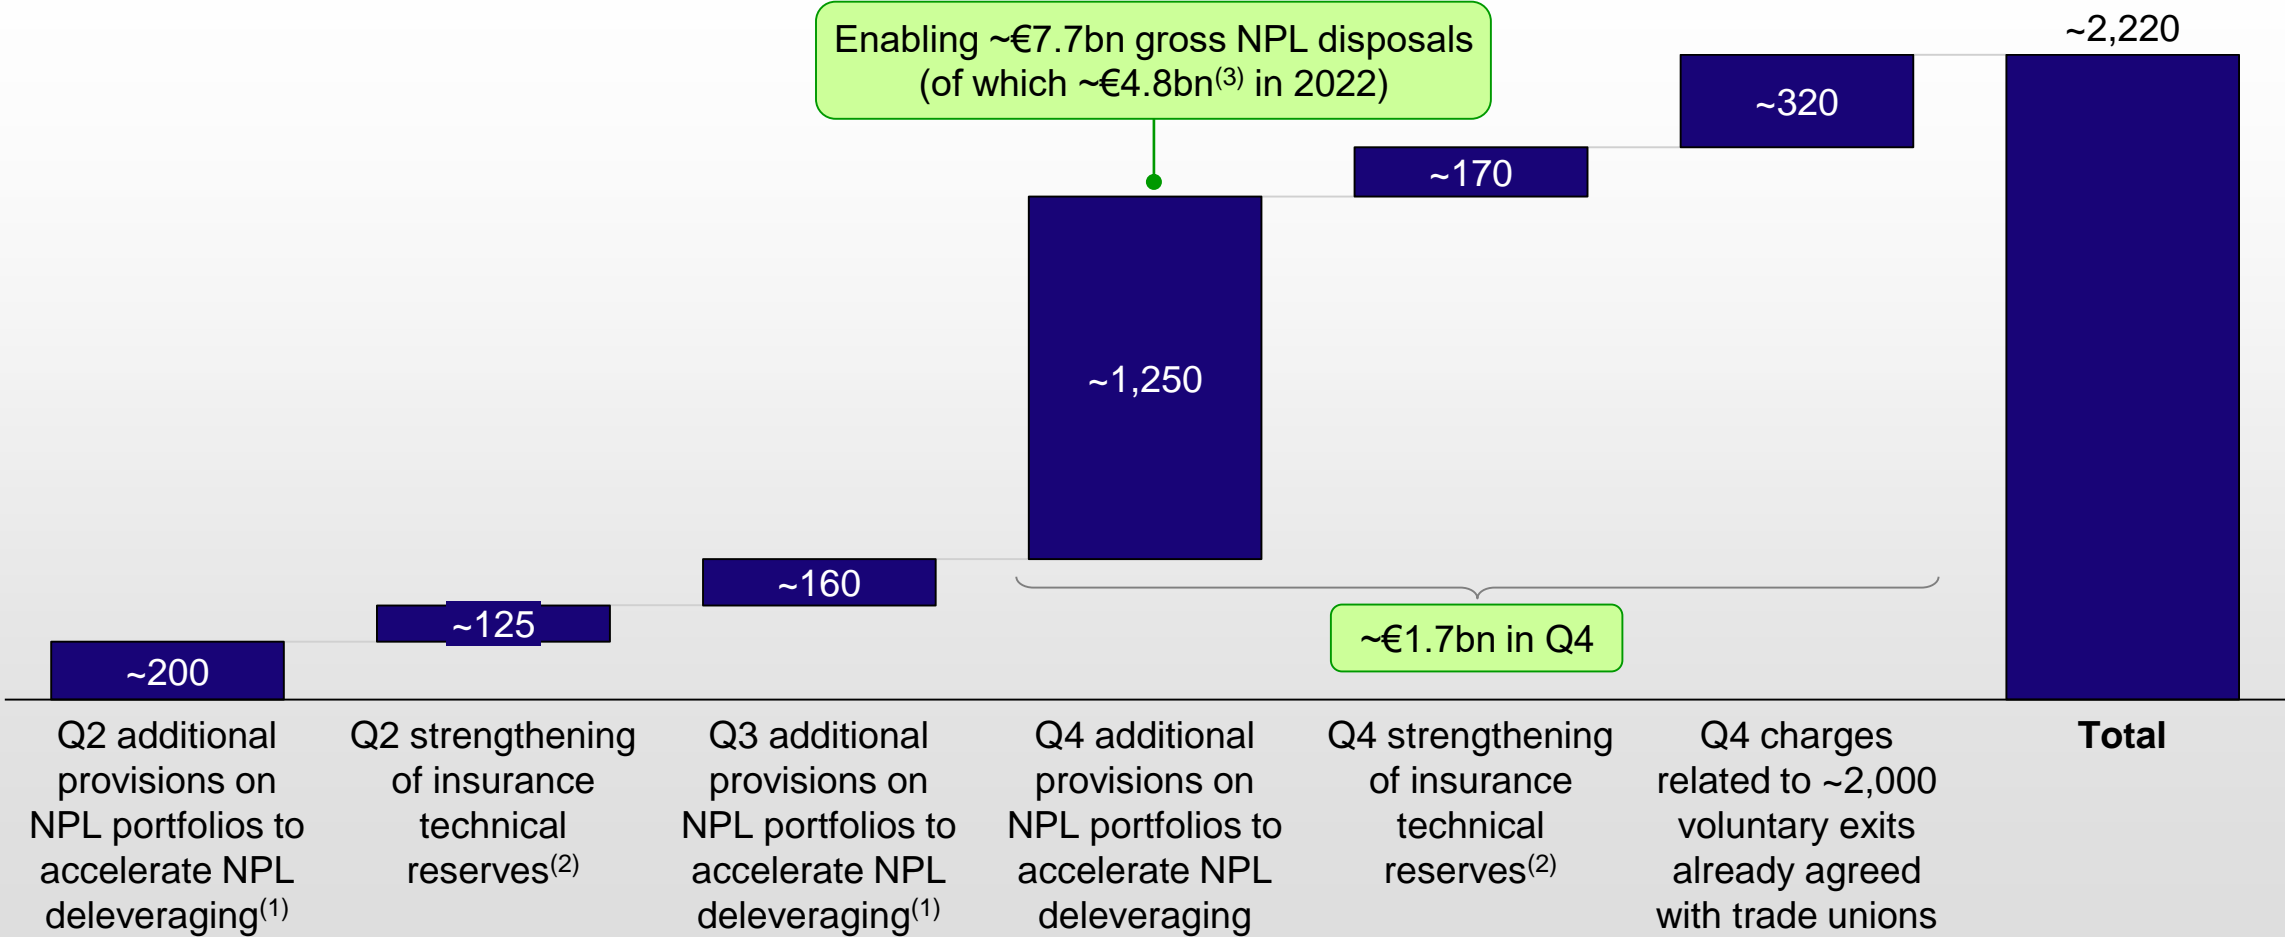 Enabling ~€7.7bn gross NPL disposals
(of which ~€4.8bn(3) in 2022)
~2,220
~320
~170
~1,250
~160
~125
~200
~€1.7bn in Q4
Q2 additional
provisions on
NPL portfolios to
accelerate NPL
deleveraging(1)
Q2 strengthening
of insurance
technical
reserves(2)
Q3 additional
provisions on
NPL portfolios to
accelerate NPL
deleveraging(1)
Q4 additional
provisions on
NPL portfolios to
accelerate NPL
deleveraging
Q4 strengthening
of insurance
technical
reserves(2)
Q4 charges
related to ~2,000
voluntary exits
already agreed
with trade unions
Total